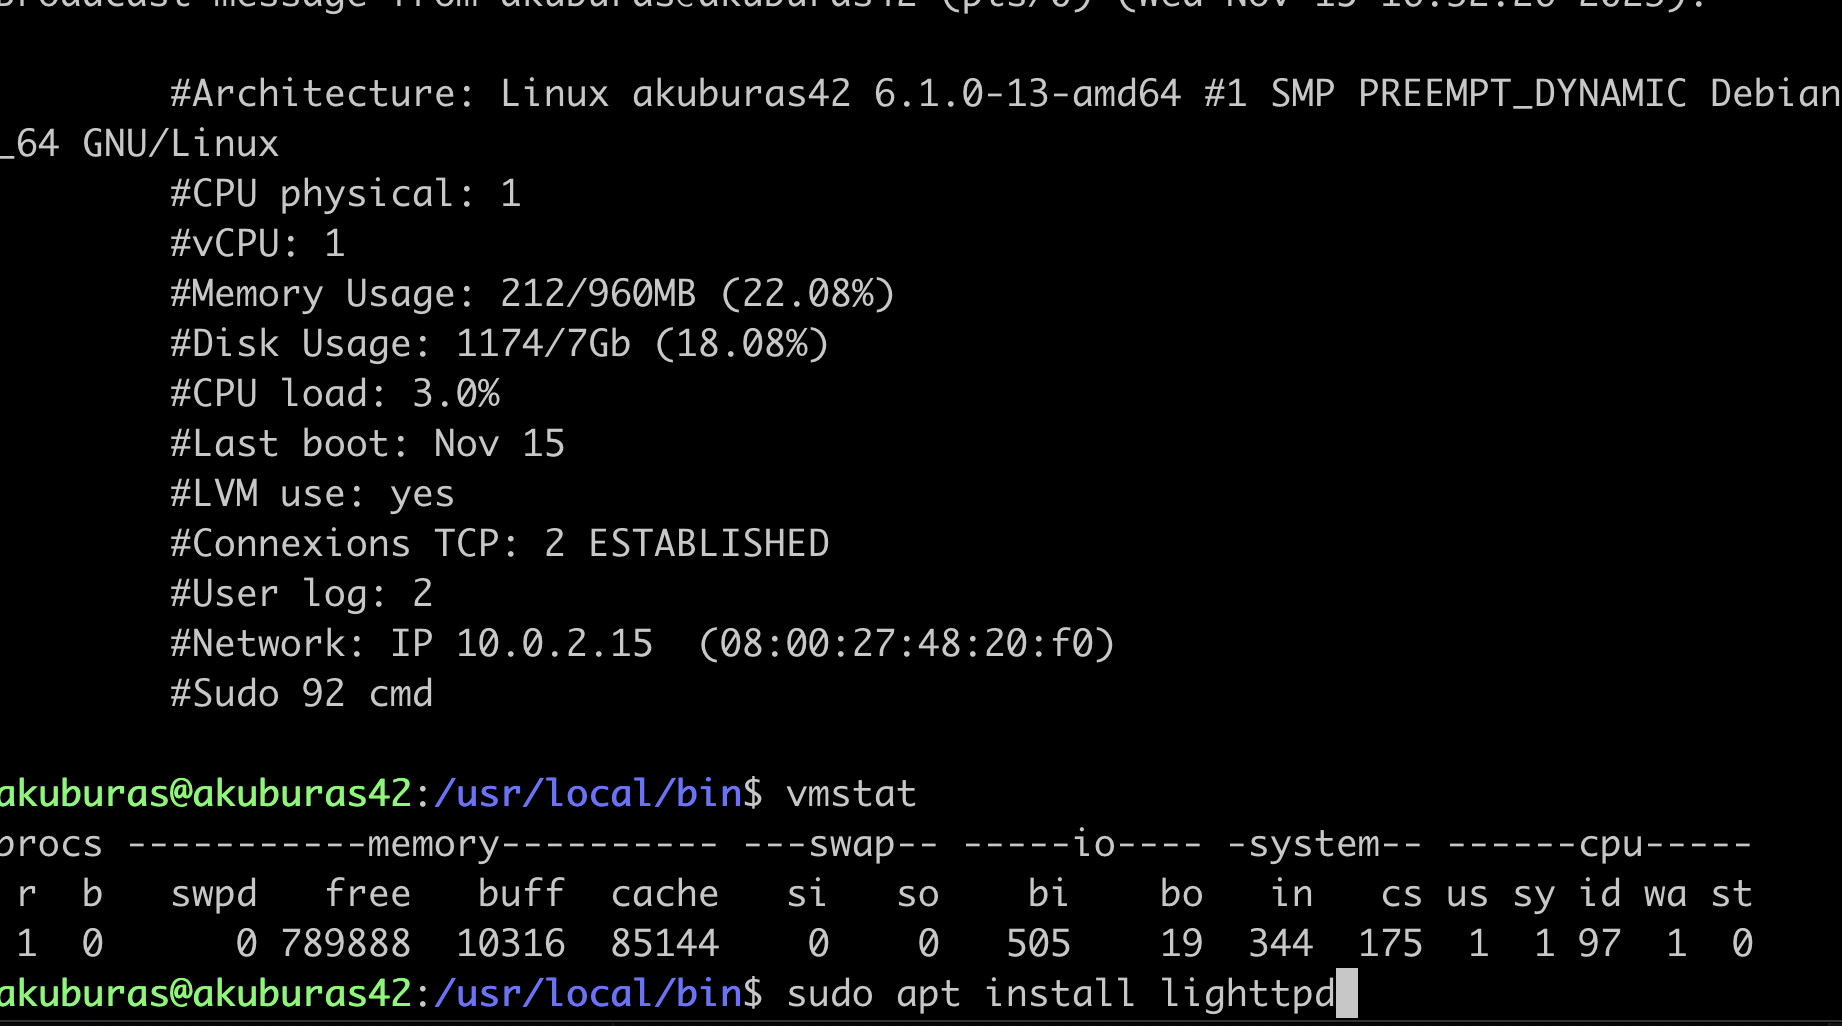 #Architecture: Linux akuburas42 6.1.0-13-amd64 #1 SMP PREEMPT_DYNAMIC Debian
_64 GNU/Linux
#CPU physical: 1
#vCPU: 1
#Memory Usage: 212/960MB (22.08%)
#Disk Usage: 1174/7Gb (18.08%)
#CPU load: 3.0%
#Last boot: Nov 15
#LVM use: yes
#Connexions TCP: 2 ESTABLISHED
#User log: 2
#Network: IP 10.0.2.15  (08:00:27:48:20:f0)
#Sudo 92 cmd
akuburas@akuburas42:/usr/local/bin$ vmstat
procs -----------memory---------- ---swap-- -----io---- -system-- ------cpu-----
r  b   swpd   free   buff  cache   si   so    bi    bo   in   cs us sy id wa st
1  0      0 789888  10316  85144    0    0   505    19  344  175  1  1 97  1  0
akuburas@akuburas42:/usr/local/bin$ sudo apt install lighttpd